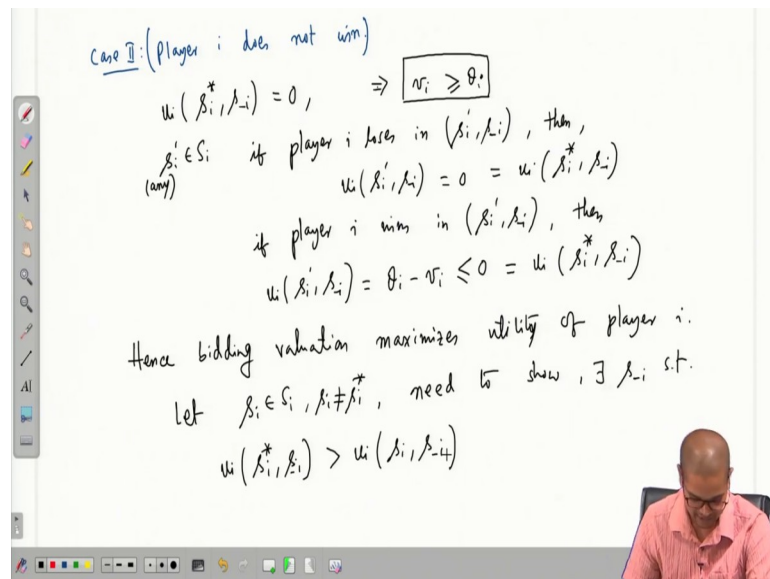 Case II: (Player i does not win)
ui(si*, s-i) = 0, ⇒ vi ≥ θi
si' ∈ Si if player i loses in (si', s-i), then,
(any)
ui(si', s-i) = 0 = ui(si*, s-i)
if player i wins in (si', s-i), then
ui(si', s-i) = θi - vi ≤ 0 = ui(si*, s-i)
Hence bidding valuation maximizes utility of player i.
Let si ∈ Si, si ≠ si*, need to show, ∃ s-i s.t.
ui(si*, s-i) > ui(si, s-i)